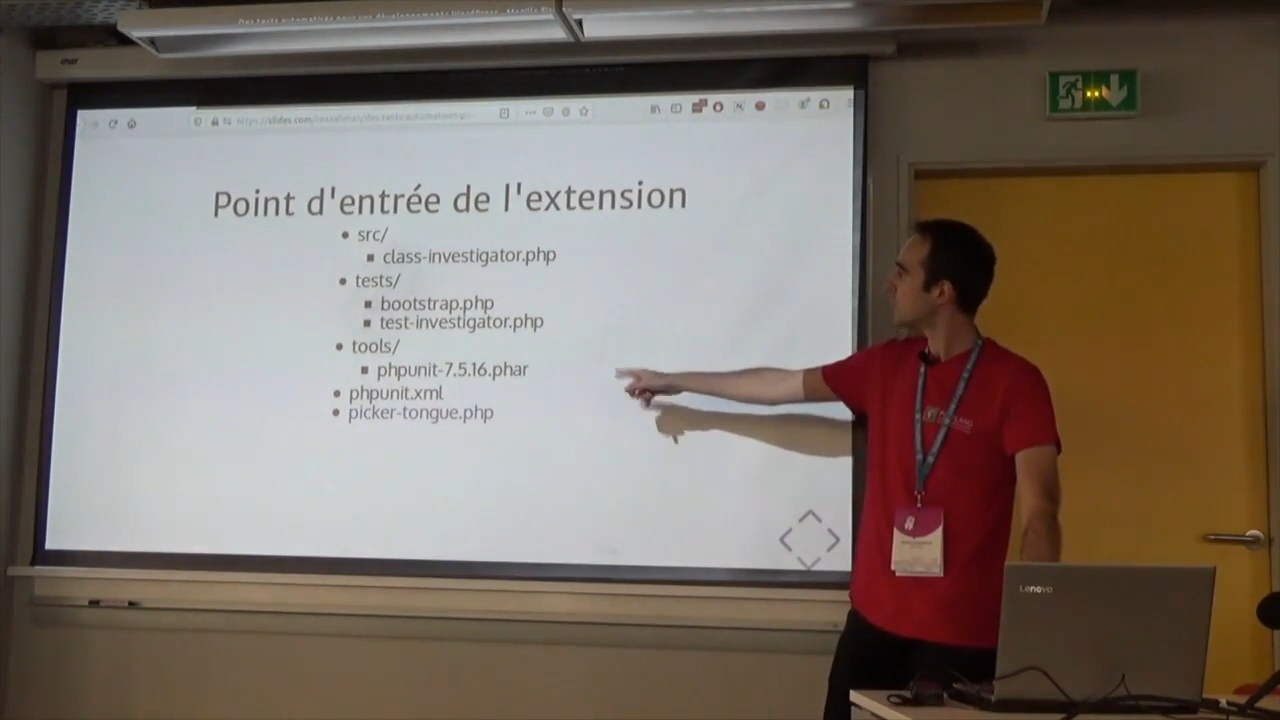 Point d'entrée de l'extension
src/
class-investigator.php
tests/
bootstrap.php
test-investigator.php
tools/
phpunit-7.5.16.phar
phpunit.xml
picker-tongue.php
Lenovo